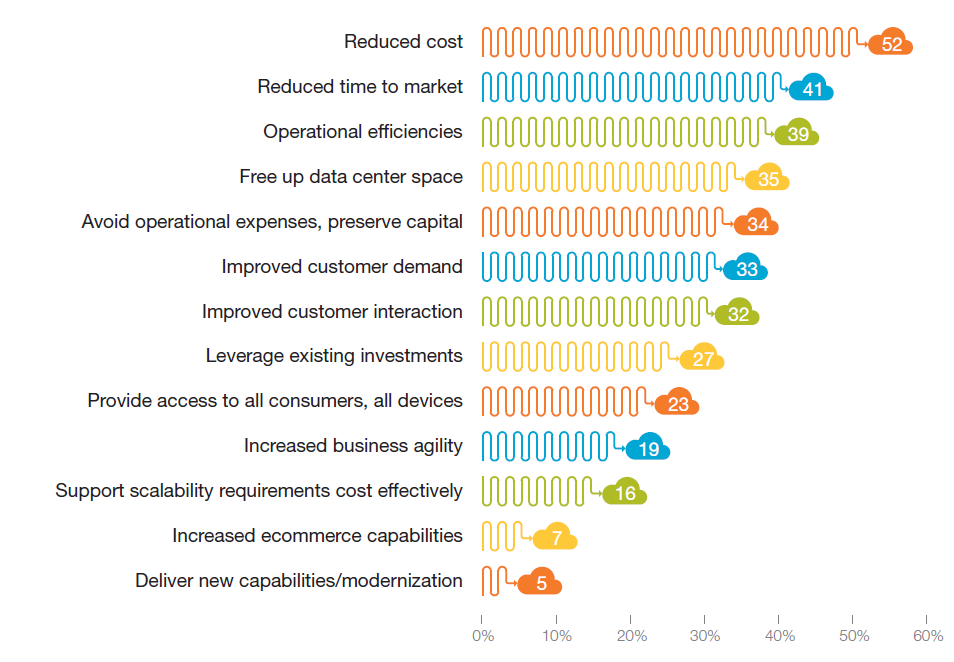 Reduced cost 52
Reduced time to market 41
Operational efficiencies 39
Free up data center space 35
Avoid operational expenses, preserve capital 34
Improved customer demand 33
Improved customer interaction 32
Leverage existing investments 27
Provide access to all consumers, all devices 23
Increased business agility 19
Support scalability requirements cost effectively 16
Increased ecommerce capabilities 7
Deliver new capabilities/modernization 5
0% 10% 20% 30% 40% 50% 60%